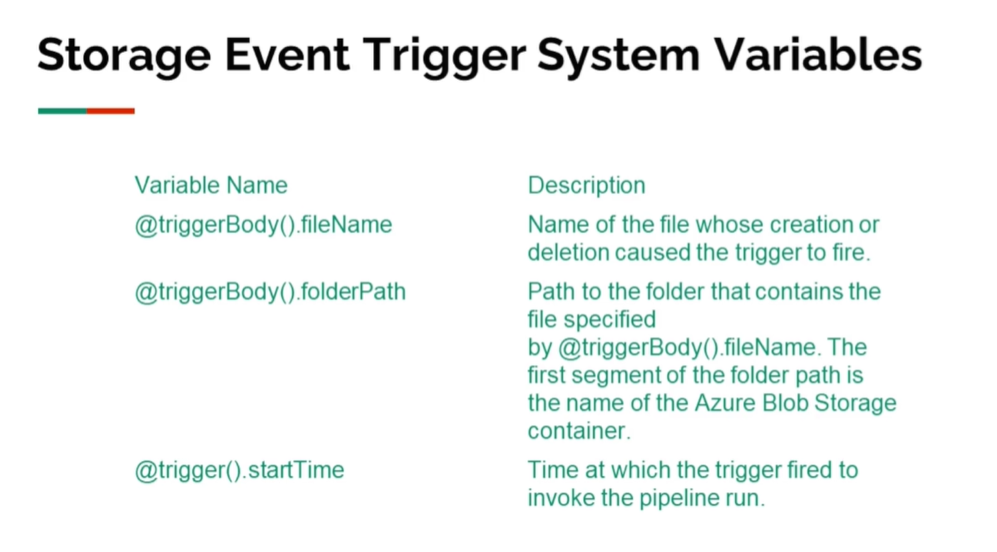 Storage Event Trigger System Variables
Variable Name
Description
@triggerBody().fileName
Name of the file whose creation or
deletion caused the trigger to fire.
@triggerBody().folderPath
Path to the folder that contains the
file specified
by @triggerBody().fileName. The
first segment of the folder path is
the name of the Azure Blob Storage
container.
@trigger().startTime
Time at which the trigger fired to
invoke the pipeline run.